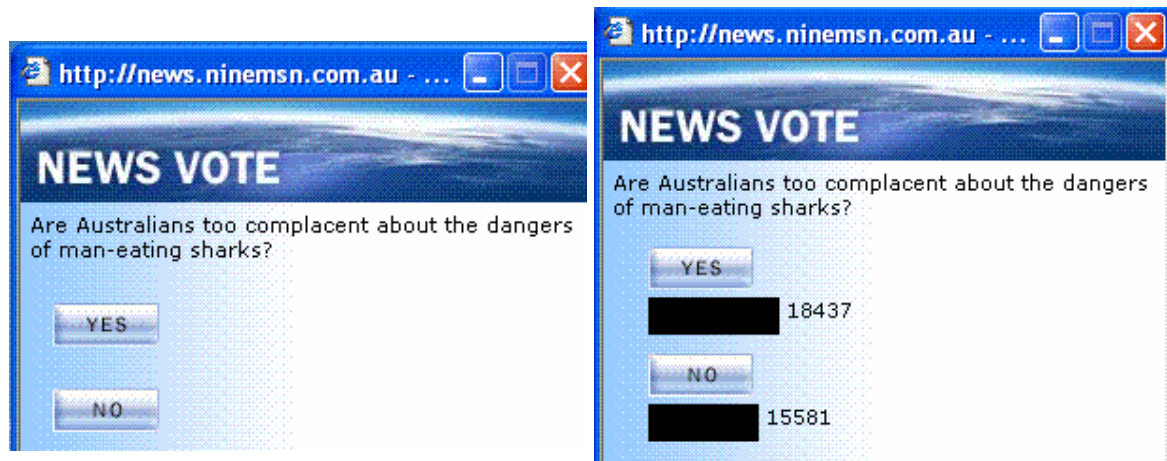 http://news.ninemsn.com.au - ...
NEWS VOTE
Are Australians too complacent about the dangers
of man-eating sharks?
YES
NO
http://news.ninemsn.com.au - ...
NEWS VOTE
Are Australians too complacent about the dangers
of man-eating sharks?
YES
18437
NO
15581